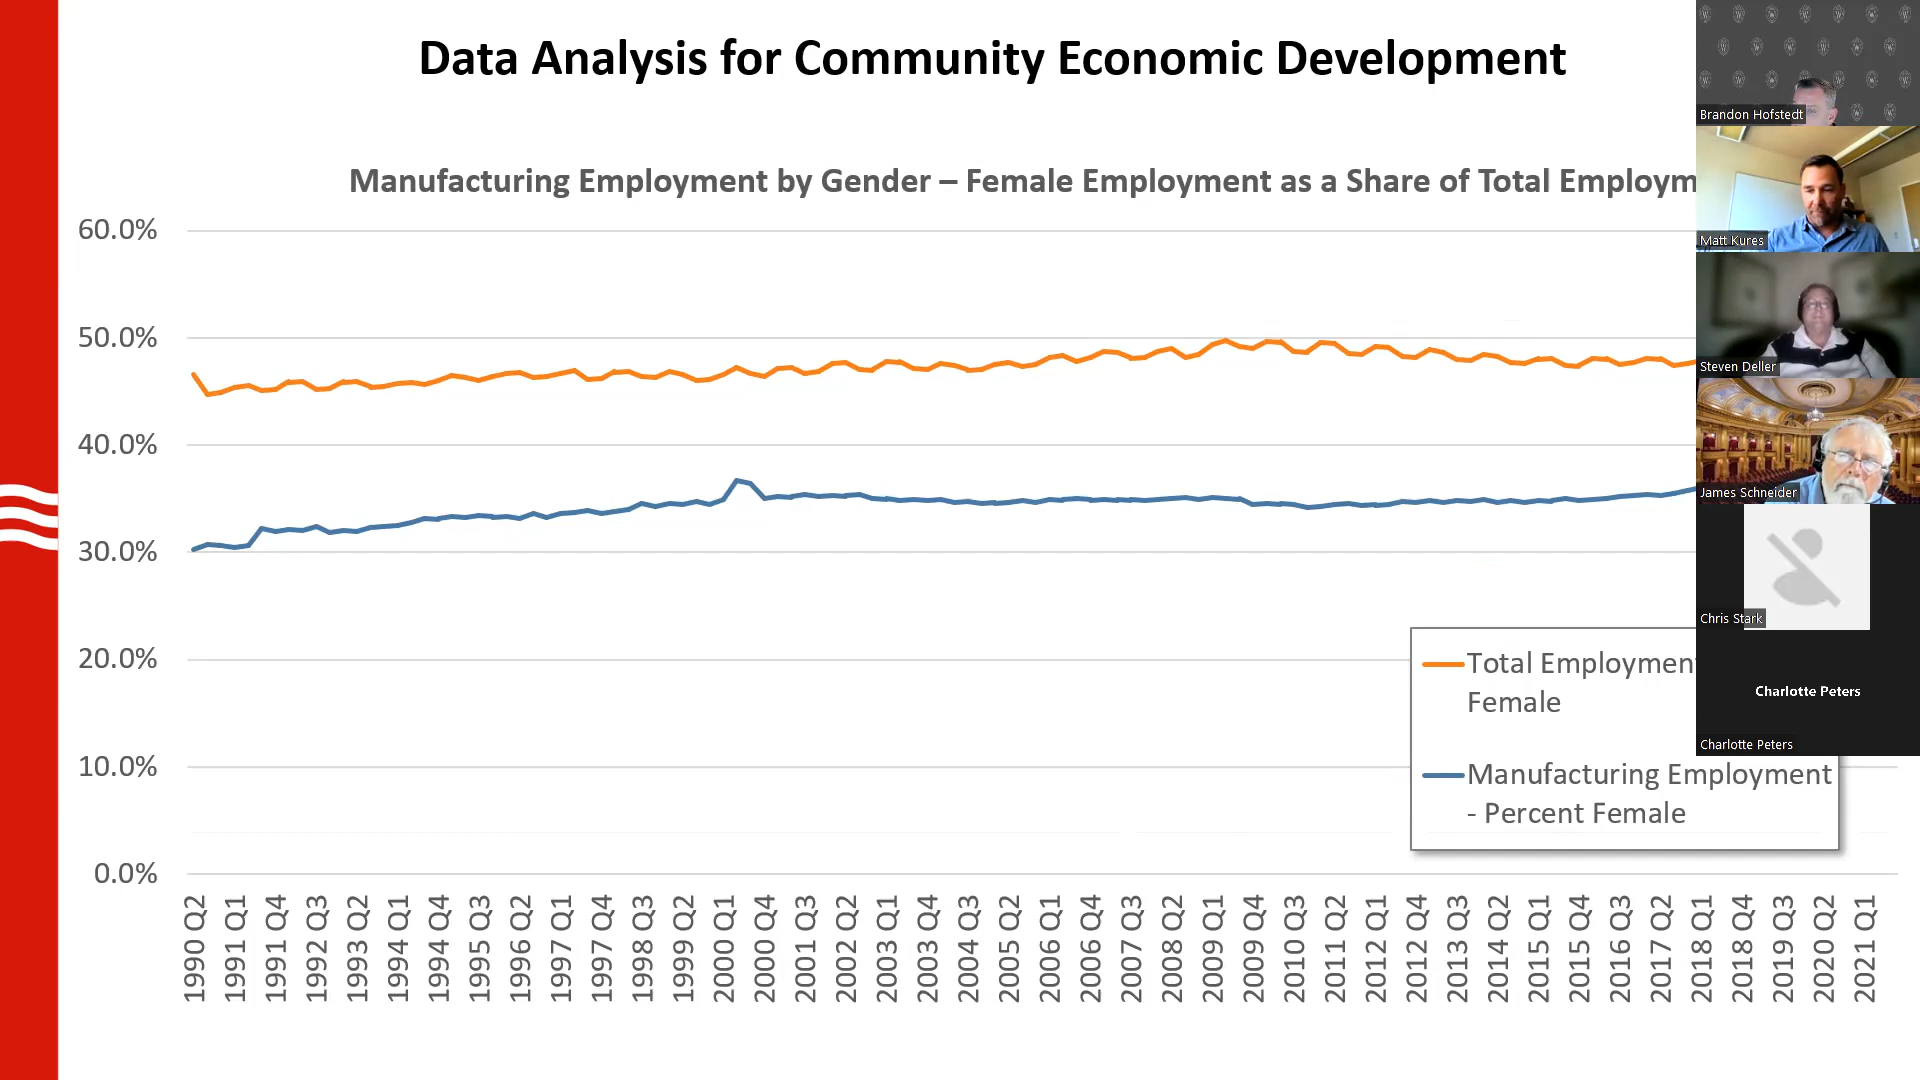 Data Analysis for Community Economic Development
Manufacturing Employment by Gender – Female Employment as a Share of Total Employm
60.0%
50.0%
40.0%
30.0%
20.0%
10.0%
0.0%
1990 Q2
1991 Q1
1991 Q4
1992 Q3
1993 Q2
1994 Q1
1994 Q4
1995 Q3
1996 Q2
1997 Q1
1997 Q4
1998 Q3
1999 Q2
2000 Q1
2000 Q4
2001 Q3
2002 Q2
2003 Q1
2003 Q4
2004 Q3
2005 Q2
2006 Q1
2006 Q4
2007 Q3
2008 Q2
2009 Q1
2009 Q4
2010 Q3
2011 Q2
2012 Q1
2012 Q4
2013 Q3
2014 Q2
2015 Q1
2015 Q4
2016 Q3
2017 Q2
2018 Q1
2018 Q4
2019 Q3
2020 Q2
2021 Q1
Total Employment
Female
Manufacturing Employment
- Percent Female
Brandon Hofstedt
Matt Kures
Steven Deller
James Schneider
Chris Stark
Charlotte Peters
Charlotte Peters